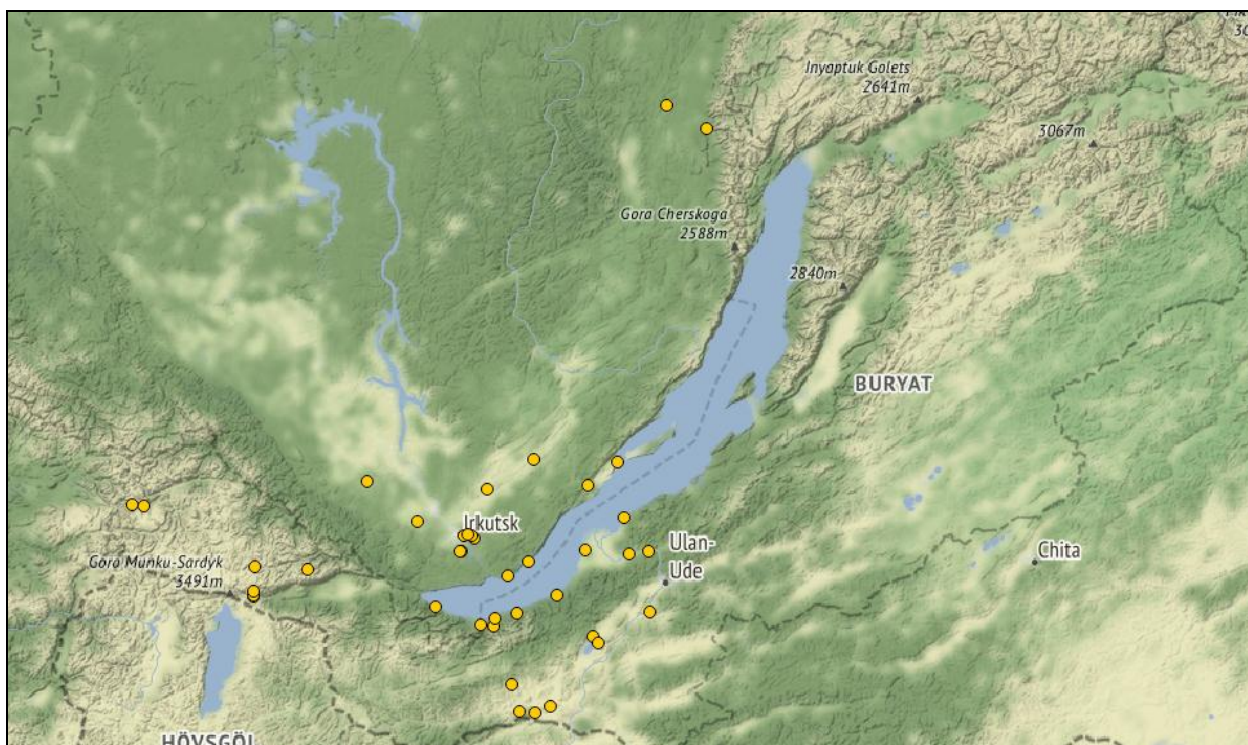 Inyaptuk Golets
2641m
3067m
Gora Cherskoga
2588m
2840m
BURYAT
Irkutsk
Ulan-
Ude
Chita
Gora Munku-Sardyk
3491m
HÖVSGÖL